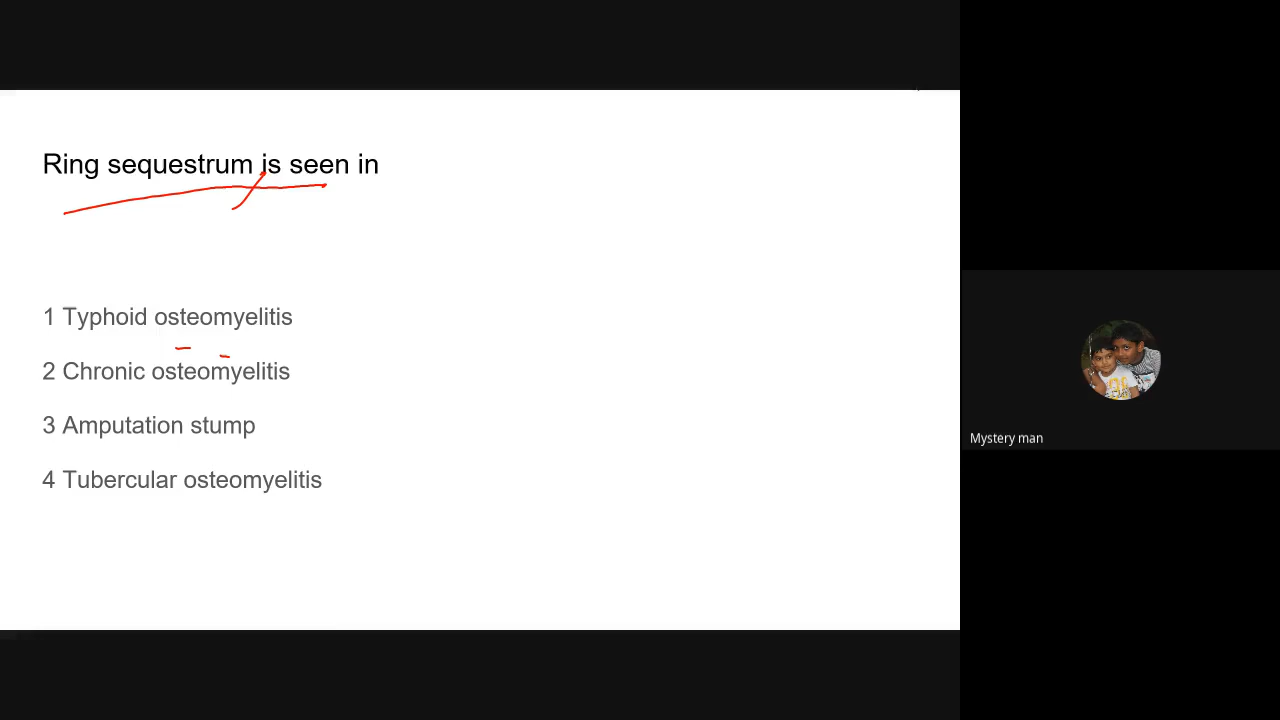 Ring sequestrum is seen in
1 Typhoid osteomyelitis
2 Chronic osteomyelitis
3 Amputation stump
4 Tubercular osteomyelitis
Mystery man